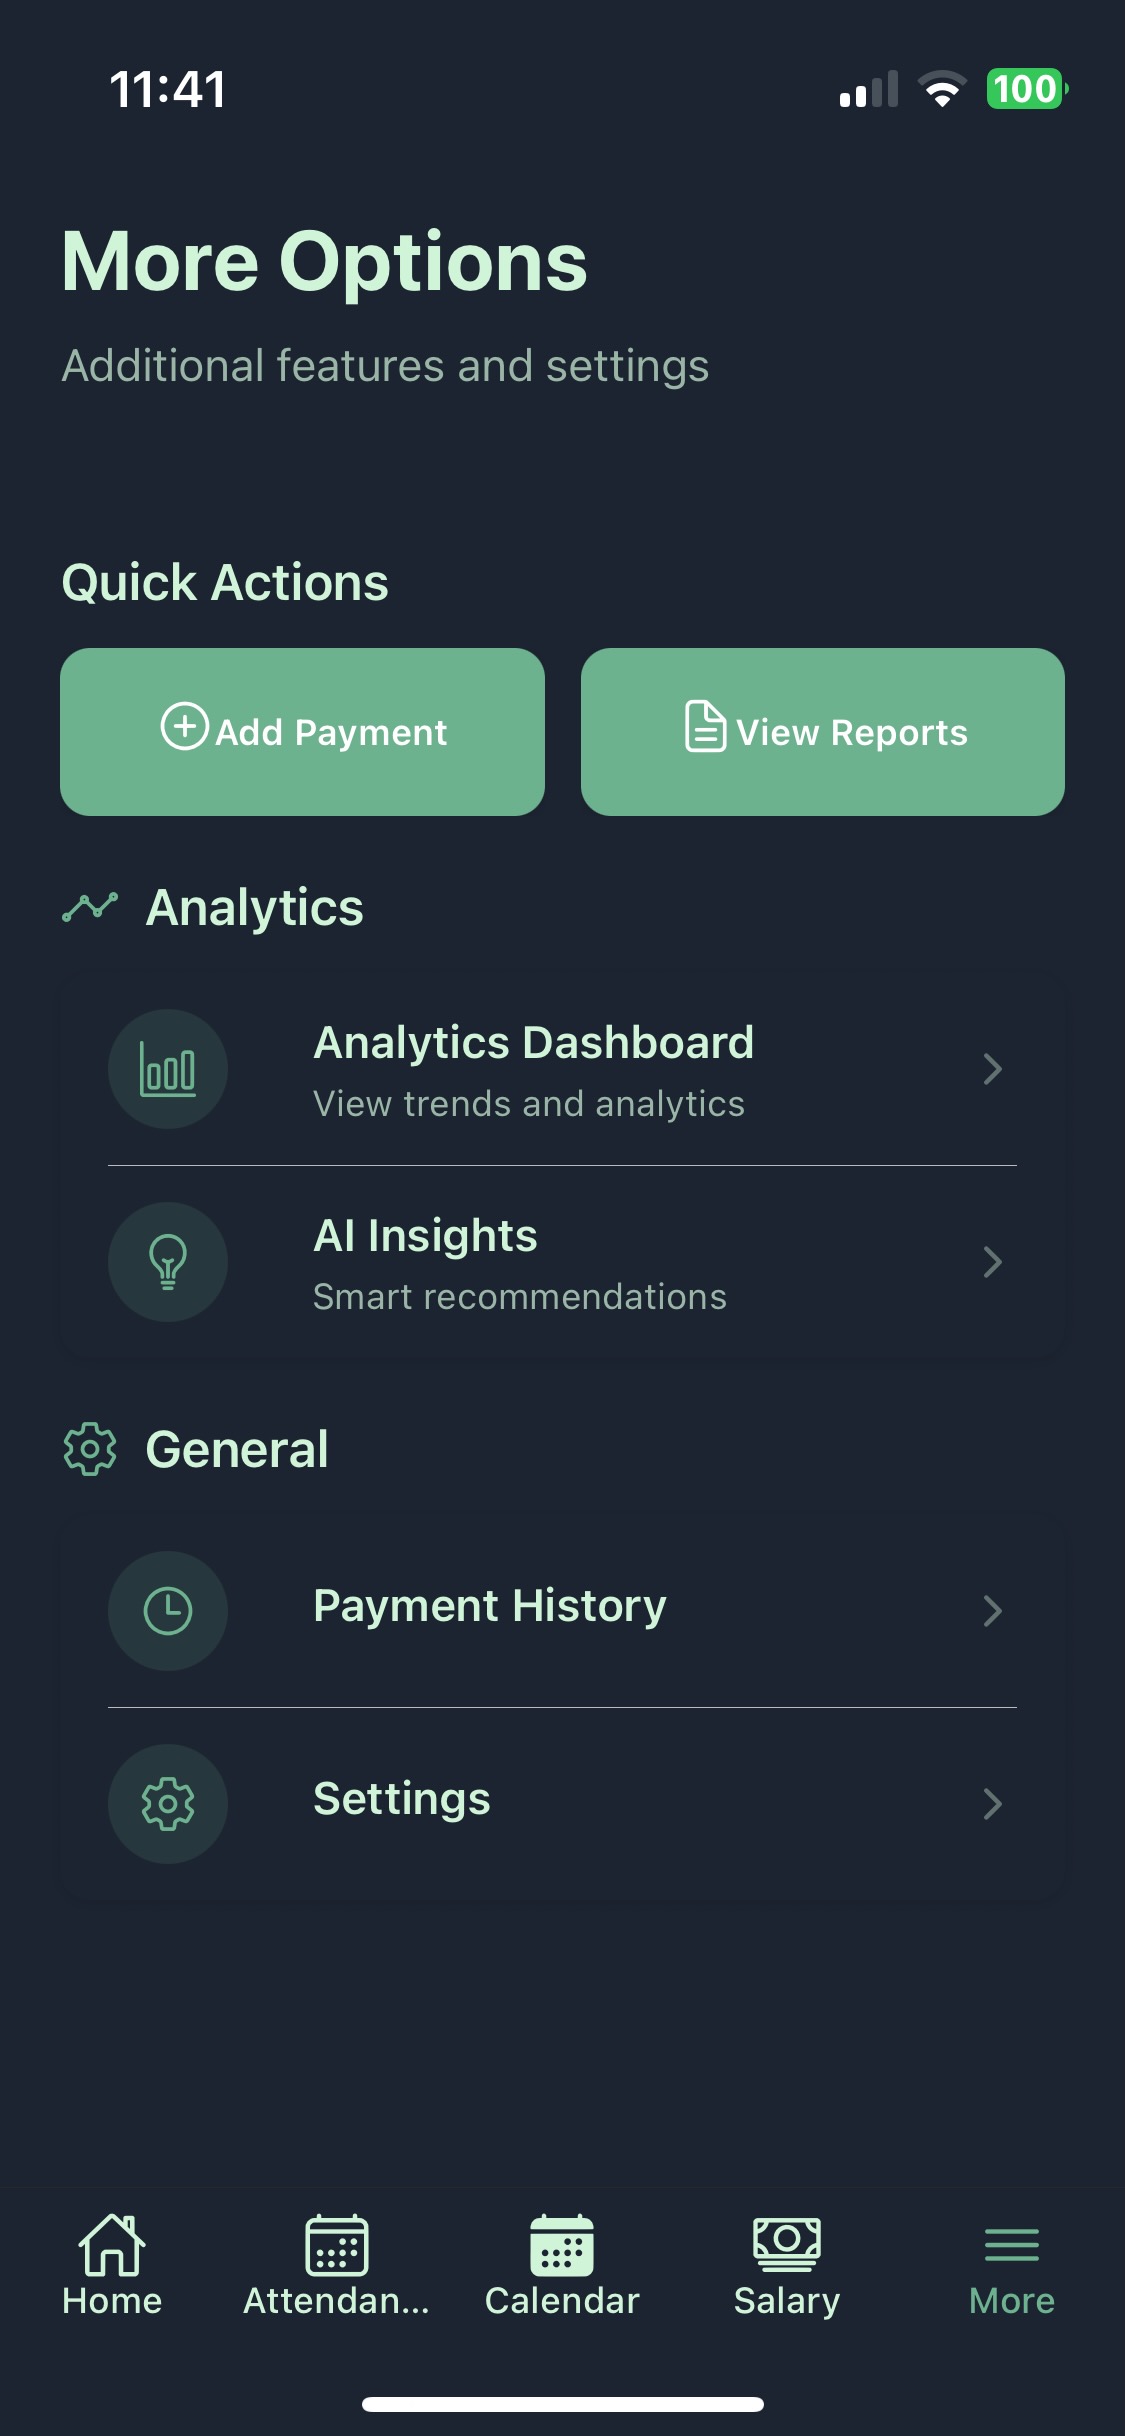 11:41
100
More Options
Additional features and settings
Quick Actions
Add Payment
View Reports
Analytics
Analytics Dashboard
View trends and analytics
AI Insights
Smart recommendations
General
Payment History
Settings
Home
Attendan...
Calendar
Salary
More